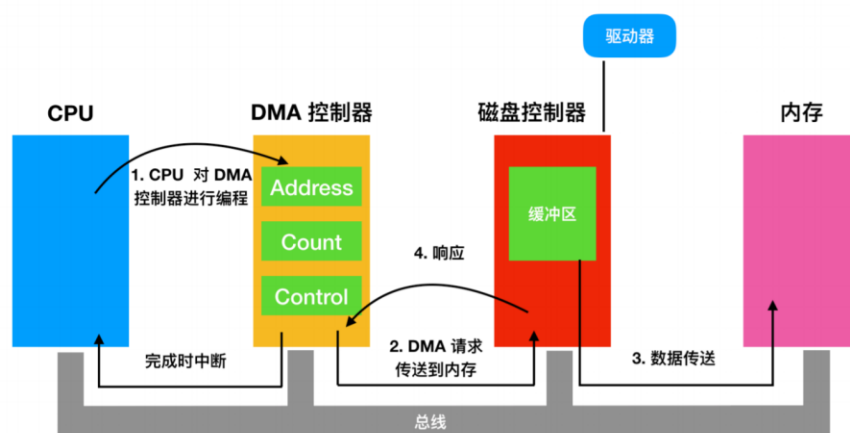 驱动器
CPU
DMA 控制器
磁盘控制器
内存
1. CPU 对 DMA
控制器进行编程
Address
Count
Control
缓冲区
4. 响应
完成时中断
2. DMA 请求
传送到内存
3. 数据传送
总线